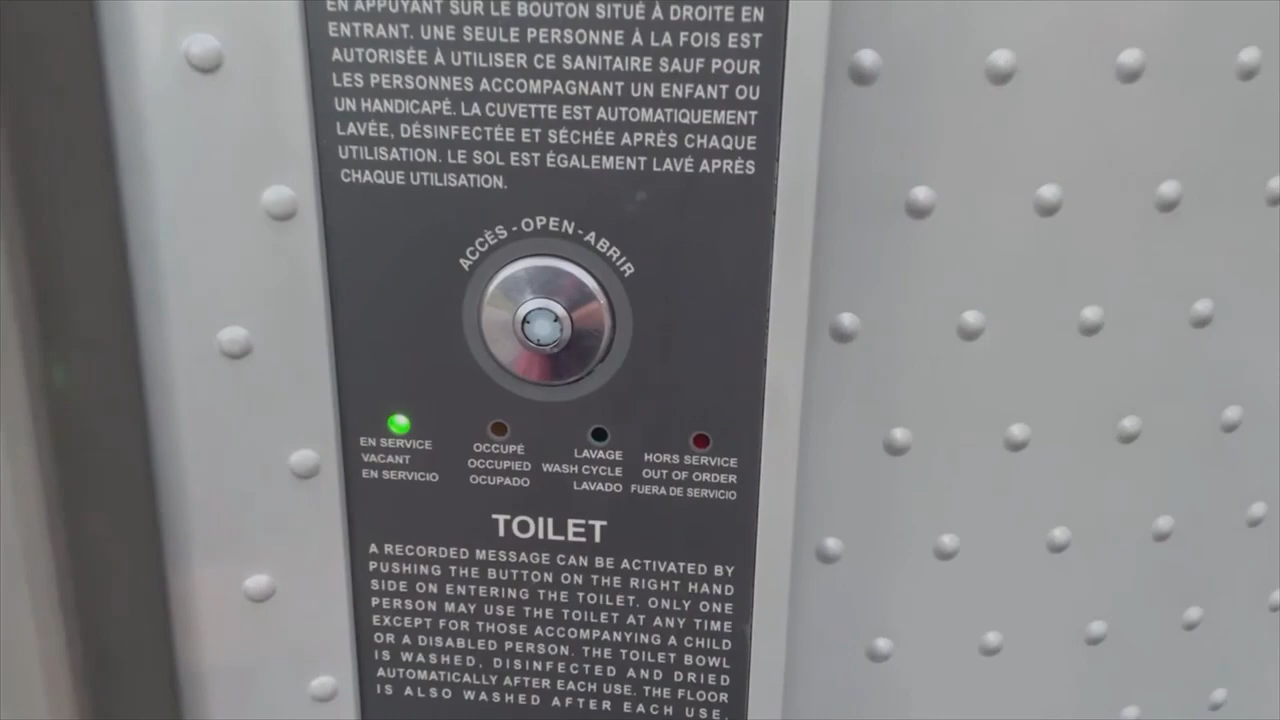 EN APPUYANT SUR LE BOUTON SITUÉ À DROITE EN
ENTRANT. UNE SEULE PERSONNE À LA FOIS EST
AUTORISÉE À UTILISER CE SANITAIRE SAUF POUR
LES PERSONNES ACCOMPAGNANT UN ENFANT OU
UN HANDICAPÉ. LA CUVETTE EST AUTOMATIQUEMENT
LAVÉE, DÉSINFECTÉE ET SÉCHÉE APRÈS CHAQUE
UTILISATION. LE SOL EST ÉGALEMENT LAVÉ APRÈS
CHAQUE UTILISATION.
ACCÈS - OPEN - ABRIR
EN SERVICE
VACANT
EN SERVICIO
OCCUPÉ
OCCUPIED
OCUPADO
LAVAGE
WASH CYCLE
LAVADO
HORS SERVICE
OUT OF ORDER
FUERA DE SERVICIO
TOILET
A RECORDED MESSAGE CAN BE ACTIVATED BY
PUSHING THE BUTTON ON THE RIGHT HAND
SIDE ON ENTERING THE TOILET. ONLY ONE
PERSON MAY USE THE TOILET AT ANY TIME
EXCEPT FOR THOSE ACCOMPANYING A CHILD
OR A DISABLED PERSON. THE TOILET BOWL
IS WASHED, DISINFECTED AND DRIED
AUTOMATICALLY AFTER EACH USE. THE FLOOR
IS ALSO WASHED AFTER EACH USE.